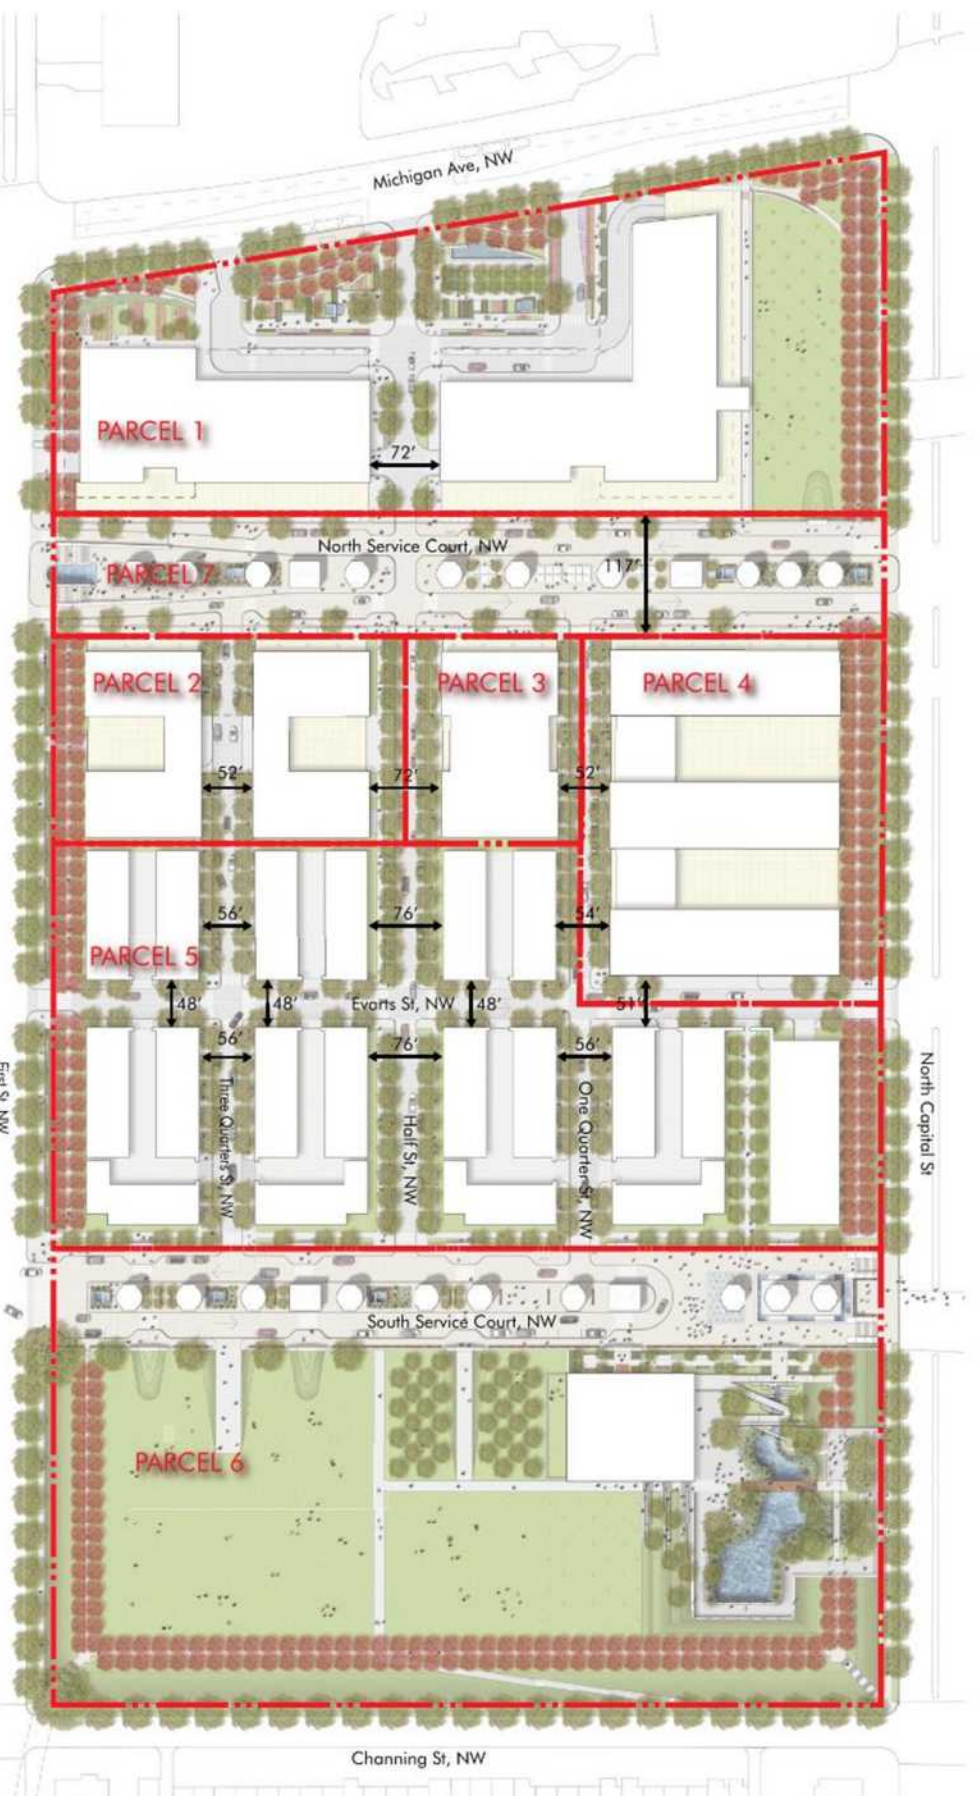 Michigan Ave, NW
PARCEL 1
72'
North Service Court, NW
PARCEL 7
117'
PARCEL 2
PARCEL 3
PARCEL 4
52'
72'
52'
56'
76'
54'
PARCEL 5
48'
48'
Evarts St, NW
48'
51'
56'
76'
56'
First St, NW
Three Quarters St, NW
Half St, NW
One Quarter St, NW
North Capital St
South Service Court, NW
PARCEL 6
Channing St, NW